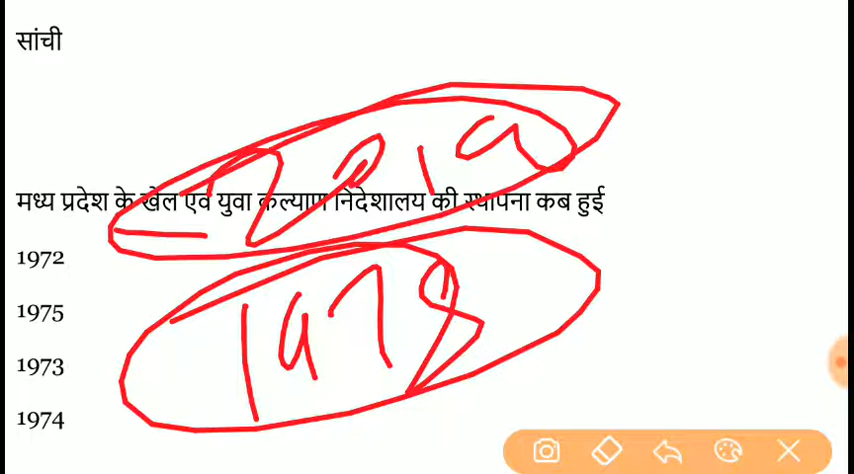 सांची
मध्य प्रदेश के खेल एवं युवा कल्याण निदेशालय की स्थापना कब हुई
1972
1975
1973
1974